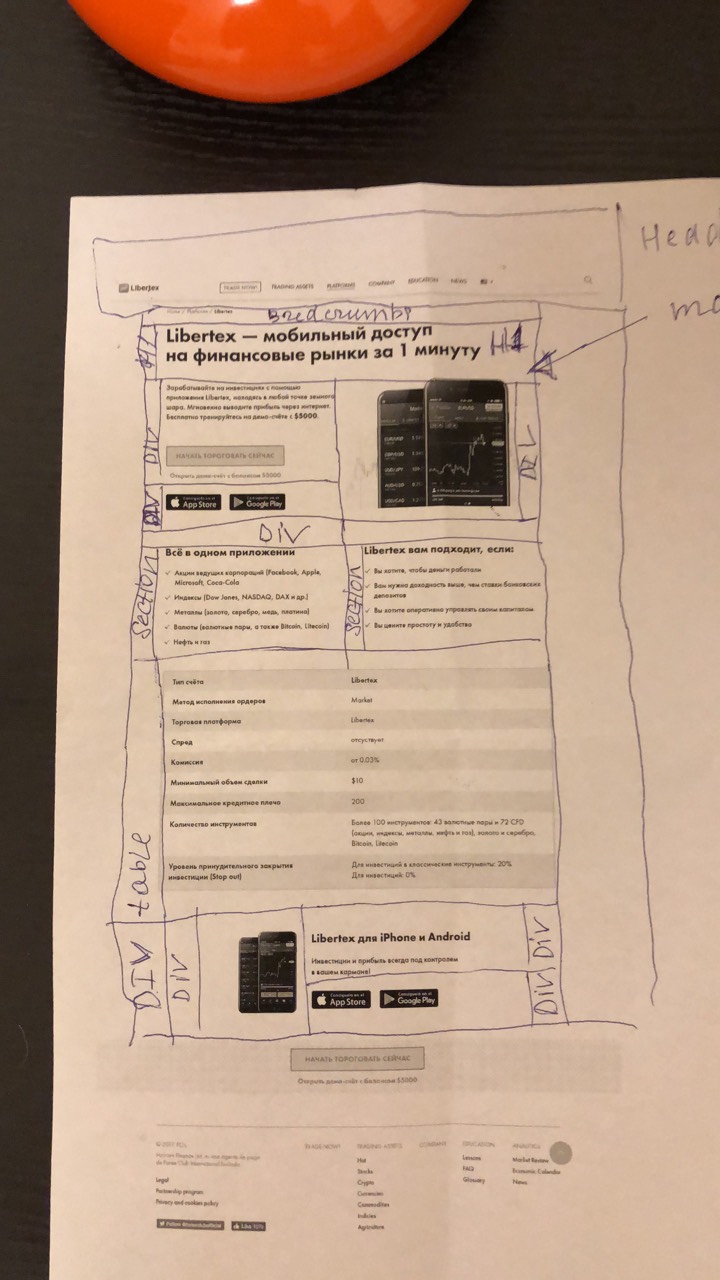 Libertex
TRADE NOW! TRADING ASSETS PLATFORMS COMPANY EDUCATION NEWS
Home / Platforms / Libertex
Bredcrumbs
Libertex — мобильный доступ
на финансовые рынки за 1 минуту
H1
Зарабатывайте на инвестициях с помощью
приложения Libertex, находясь в любой точке земного
шара. Мгновенно выводите прибыль через интернет.
Бесплатно тренируйтесь на демо-счёте с $5000.
DIV
НАЧАТЬ ТОРОГОВАТЬ СЕЙЧАС
Открыть демо-счёт с балансом $5000
DIV
App Store
Google Play
DIV
Section
Всё в одном приложении
Акции ведущих корпораций (Facebook, Apple,
Microsoft, Coca-Cola
Индексы (Dow Jones, NASDAQ, DAX и др.)
Металлы (золото, серебро, медь, платина)
Валюты (валютные пары, а также Bitcoin, Litecoin)
Нефть и газ
Section
Libertex вам подходит, если:
Вы хотите, чтобы деньги работали
Вам нужна доходность выше, чем ставки банковских
депозитов
Вы хотите оперативно управлять своим капиталом
Вы цените простоту и удобство
table
Тип счёта Libertex
Метод исполнения ордеров Market
Торговая платформа Libertex
Спред отсуствует
Комиссия от 0.03%
Минимальный объем сделки $10
Максимальное кредитное плечо 200
Количество инструментов Более 100 инструментов: 43 валютные пары и 72 CFD
(акции, индексы, металлы, нефть и газ), золото и серебро,
Bitcoin, Litecoin
Уровень принудительного закрытия
инвестиции (Stop out)
Для инвестиций в классические инструменты: 20%
Для инвестиций: 0%
DIV
DIV
Libertex для iPhone и Android
Инвестиции и прибыль всегда под контролем
в вашем кармане!
DIV
App Store
Google Play
DIV
НАЧАТЬ ТОРОГОВАТЬ СЕЙЧАС
Открыть демо-счёт с балансом $5000
Legal
Partnership program
Privacy and cookies policy
Like
TRADE NOW!
TRADING ASSETS
Hot
Stocks
Crypto
Currencies
Commodities
Indicies
Agriculture
COMPANY
EDUCATION
Lessons
FAQ
Glossary
ANALYTICS
Market Review
Economic Calendar
News